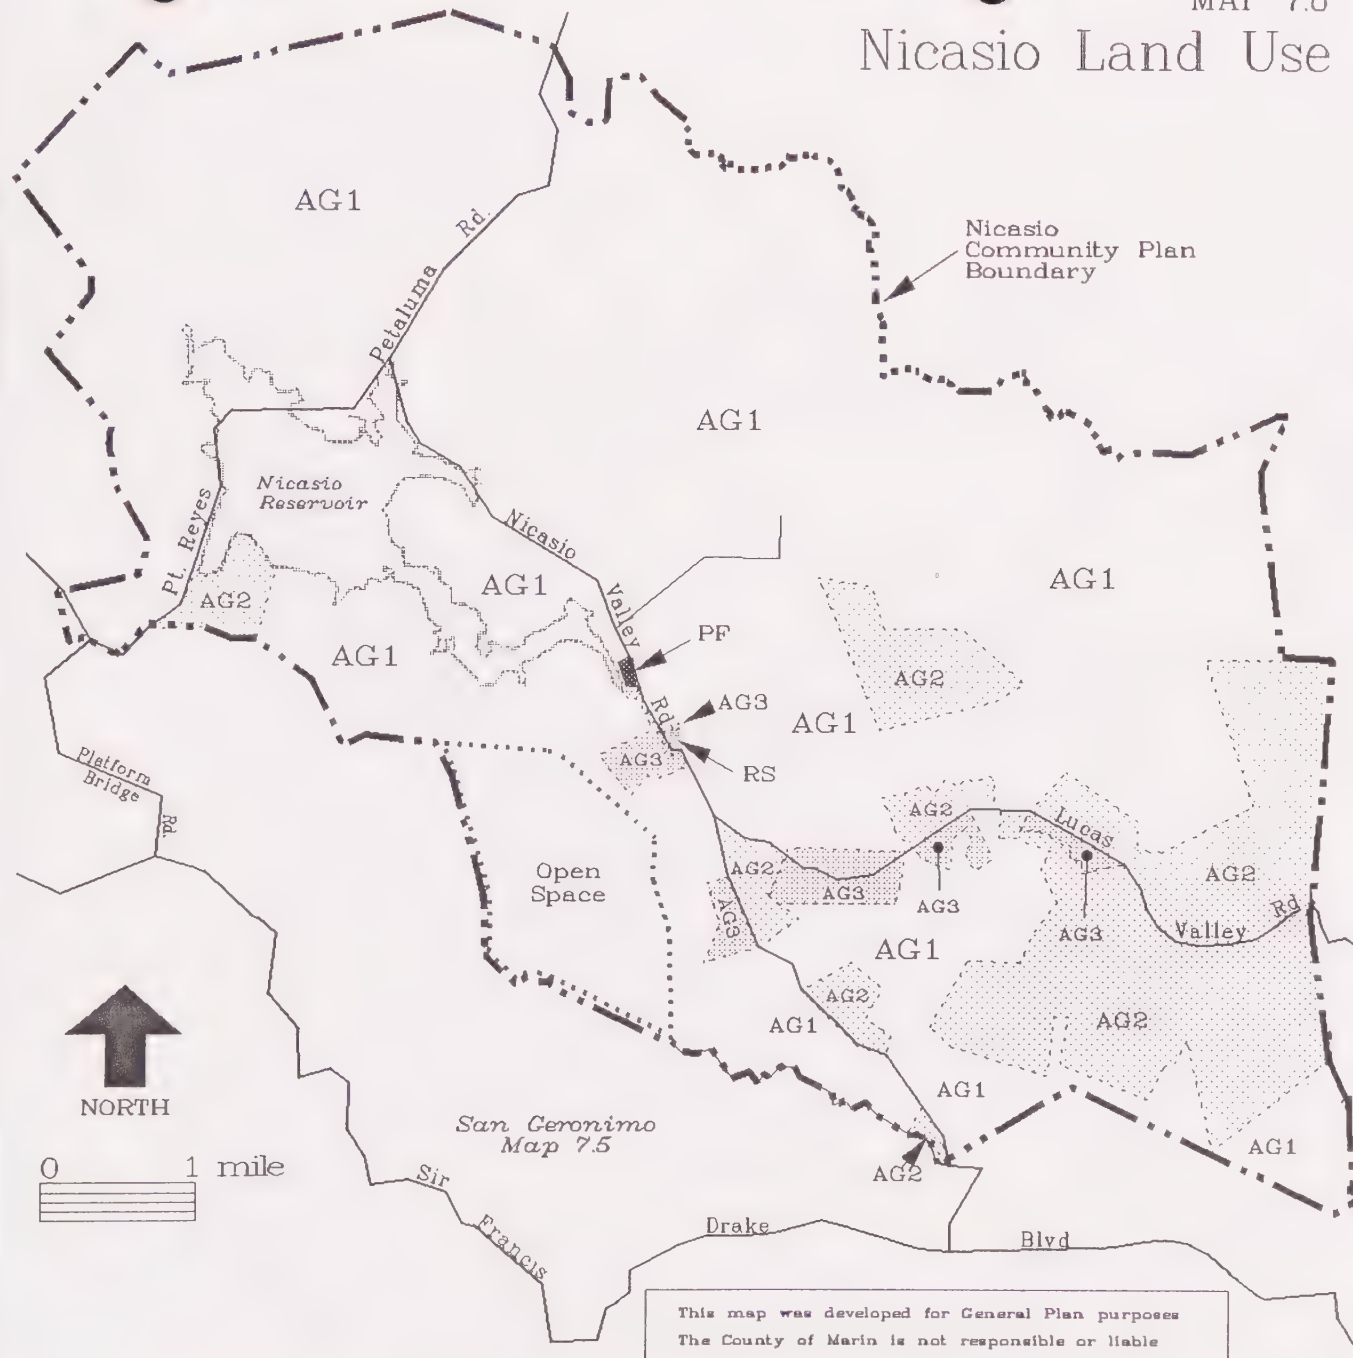 Nicasio Land Use
AG1
Petaluma Rd.
Nicasio
Community Plan
Boundary
AG1
Nicasio
Reservoir
Pt. Reyes
Nicasio Valley Rd.
AG1
AG1
AG2
AG1
PF
AG2
AG3
AG1
AG3
RS
Platform
Bridge
Rd.
AG2
Lucas Valley Rd
Open
Space
AG2
AG2
AG3
AG3
AG3
AG3
AG1
AG2
AG1
AG2
NORTH
AG1
San Geronimo
Map 7.5
AG1
AG2
0 1 mile
Sir Francis Drake Blvd
This map was developed for General Plan purposes
The County of Marin is not responsible or liable